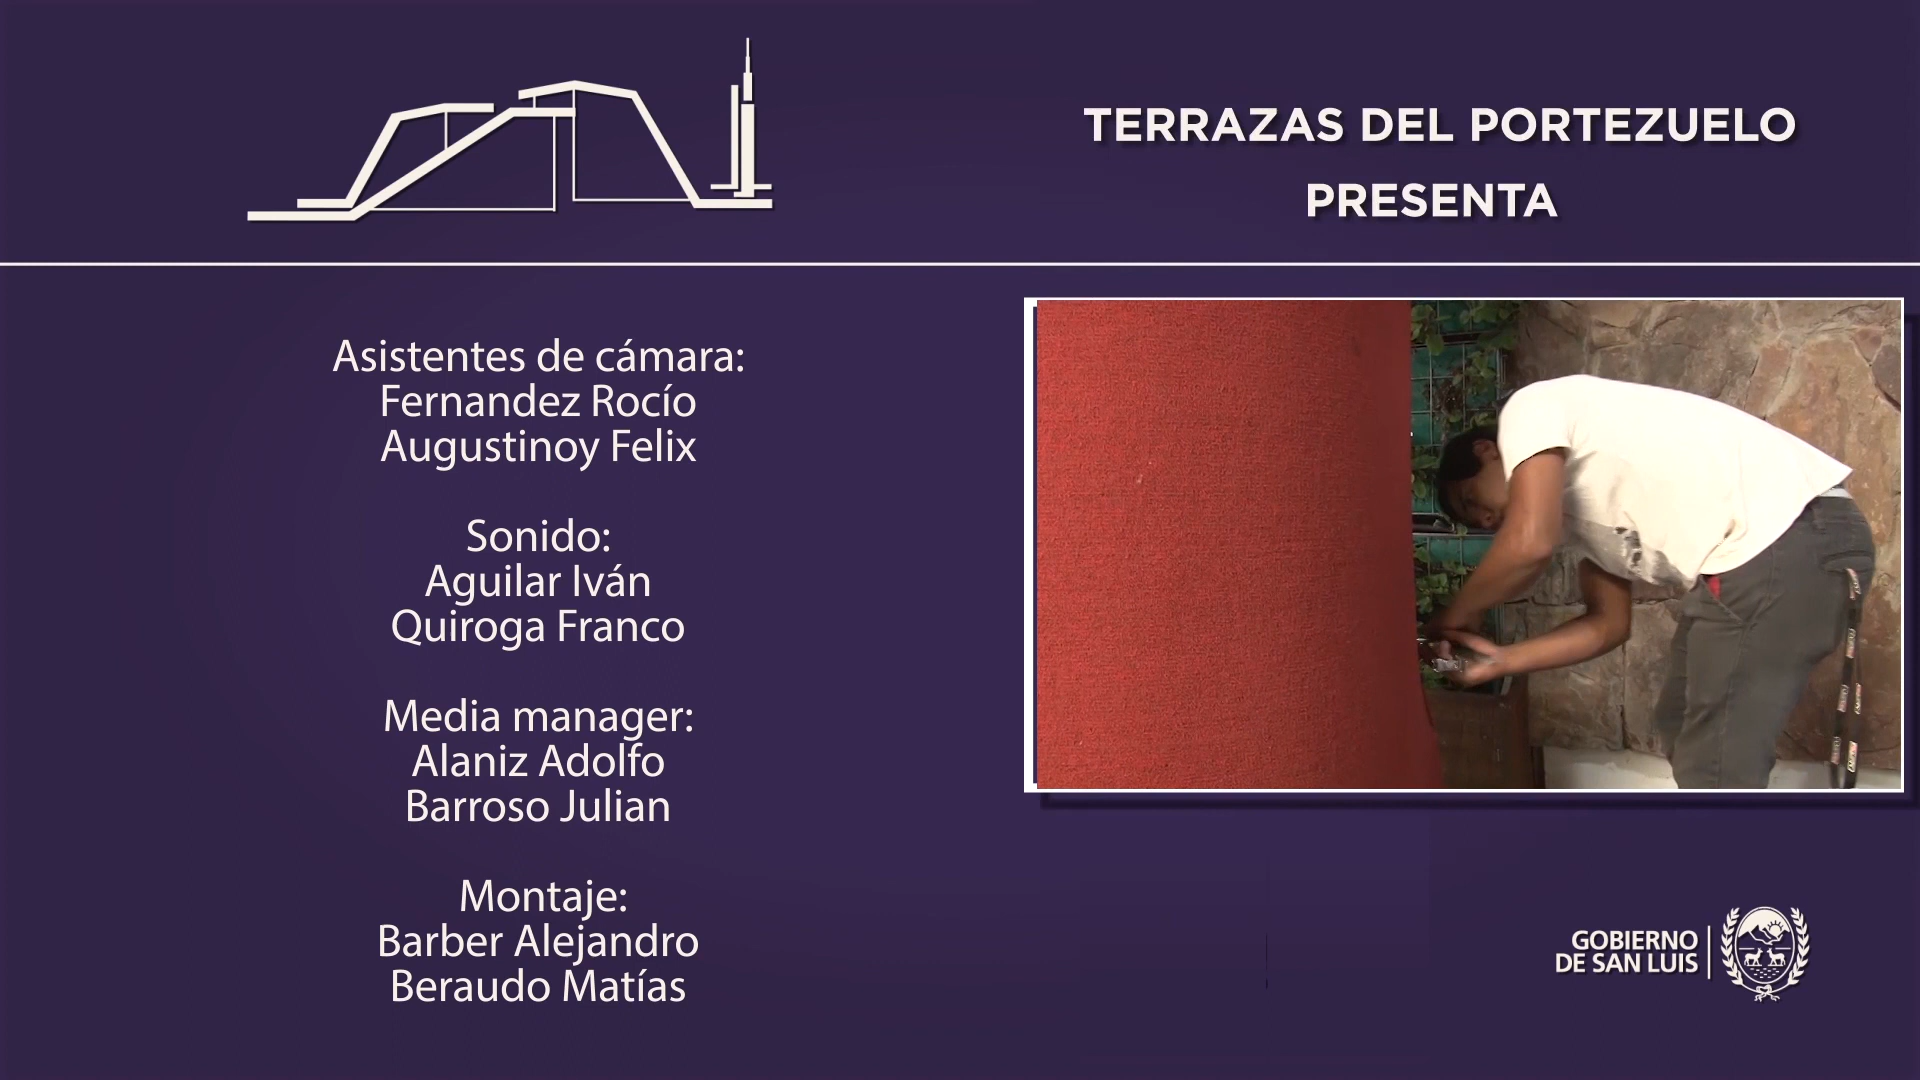 TERRAZAS DEL PORTEZUELO
PRESENTA
Asistentes de cámara:
Fernandez Rocío
Augustinoy Felix
Sonido:
Aguilar Iván
Quiroga Franco
Media manager:
Alaniz Adolfo
Barroso Julian
Montaje:
Barber Alejandro
Beraudo Matías
GOBIERNO
DE SAN LUIS